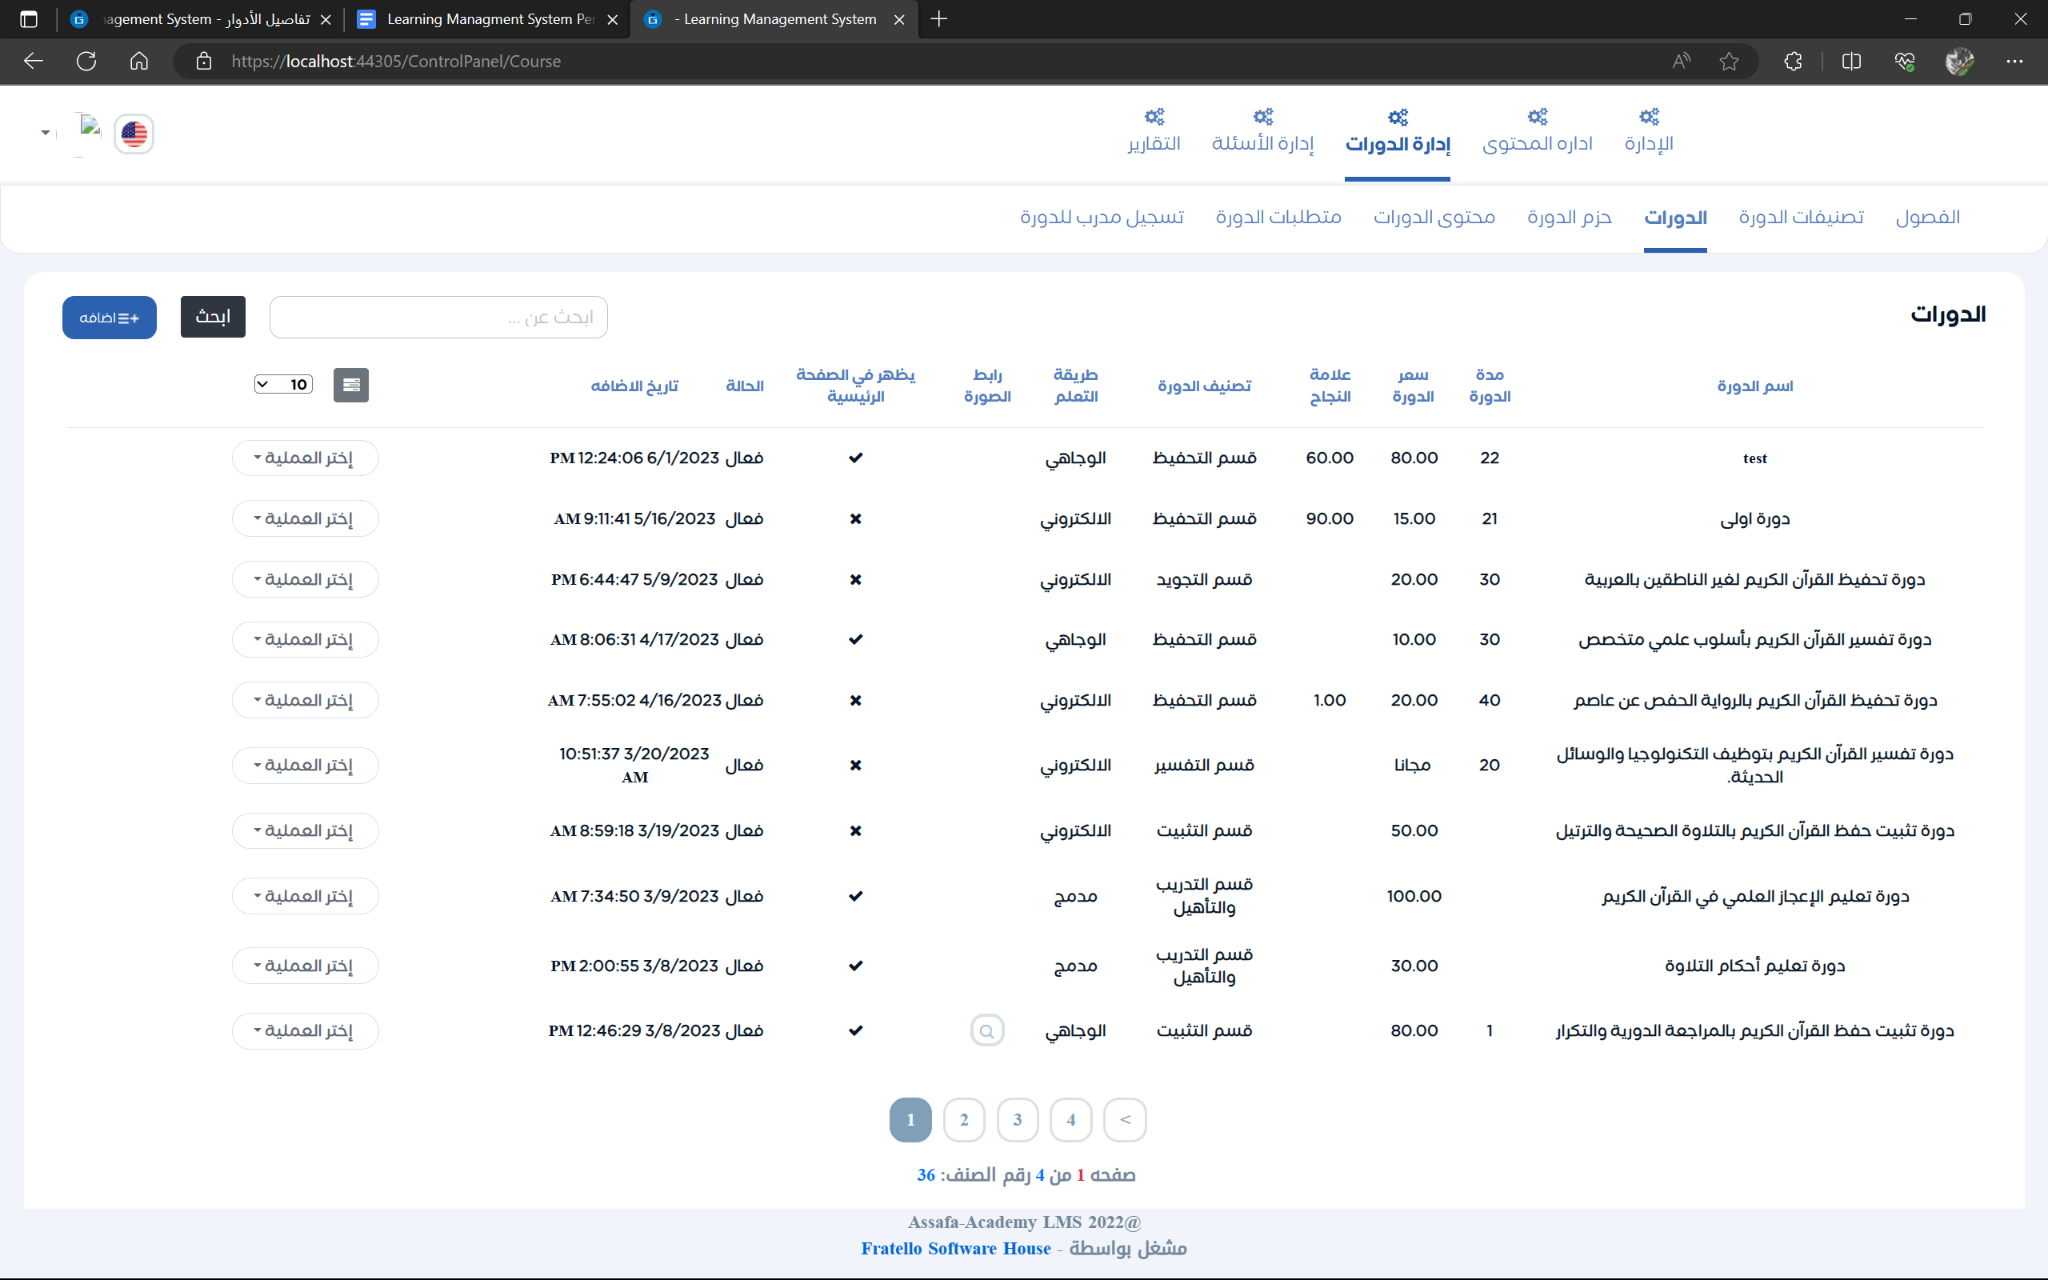 تفاصيل الأدوار - agement System
Learning Managment System Per
- Learning Management System
https://localhost:44305/ControlPanel/Course
الإدارة
اداره المحتوى
إدارة الدورات
إدارة الأسئلة
التقارير
الفصول
تصنيفات الدورة
الدورات
حزم الدورة
محتوى الدورات
متطلبات الدورة
تسجيل مدرب للدورة
الدورات
ابحث عن ...
ابحث
اضافه
اسم الدورة
مدة الدورة
سعر الدورة
علامة النجاح
تصنيف الدورة
طريقة التعلم
رابط الصورة
يظهر في الصفحة الرئيسية
الحالة
تاريخ الاضافه
10
test 22 80.00 60.00 قسم التحفيظ الوجاهي فعال 6/1/2023 12:24:06 PM إختر العملية
دورة اولى 21 15.00 90.00 قسم التحفيظ الالكتروني فعال 5/16/2023 9:11:41 AM إختر العملية
دورة تحفيظ القرآن الكريم لغير الناطقين بالعربية 30 20.00 قسم التجويد الالكتروني فعال 5/9/2023 6:44:47 PM إختر العملية
دورة تفسير القرآن الكريم بأسلوب علمي متخصص 30 10.00 قسم التحفيظ الوجاهي فعال 4/17/2023 8:06:31 AM إختر العملية
دورة تحفيظ القرآن الكريم بالرواية الحفص عن عاصم 40 20.00 1.00 قسم التحفيظ الالكتروني فعال 4/16/2023 7:55:02 AM إختر العملية
دورة تفسير القرآن الكريم بتوظيف التكنولوجيا والوسائل الحديثة. 20 مجانا قسم التفسير الالكتروني فعال 3/20/2023 10:51:37 AM إختر العملية
دورة تثبيت حفظ القرآن الكريم بالتلاوة الصحيحة والترتيل 50.00 قسم التثبيت الالكتروني فعال 3/19/2023 8:59:18 AM إختر العملية
دورة تعليم الإعجاز العلمي في القرآن الكريم 100.00 قسم التدريب والتأهيل مدمج فعال 3/9/2023 7:34:50 AM إختر العملية
دورة تعليم أحكام التلاوة 30.00 قسم التدريب والتأهيل مدمج فعال 3/8/2023 2:00:55 PM إختر العملية
دورة تثبيت حفظ القرآن الكريم بالمراجعة الدورية والتكرار 1 80.00 قسم التثبيت الوجاهي فعال 3/8/2023 12:46:29 PM إختر العملية
1 2 3 4 >
صفحه 1 من 4 رقم الصنف: 36
Assafa-Academy LMS 2022@
مشغل بواسطة - Fratello Software House